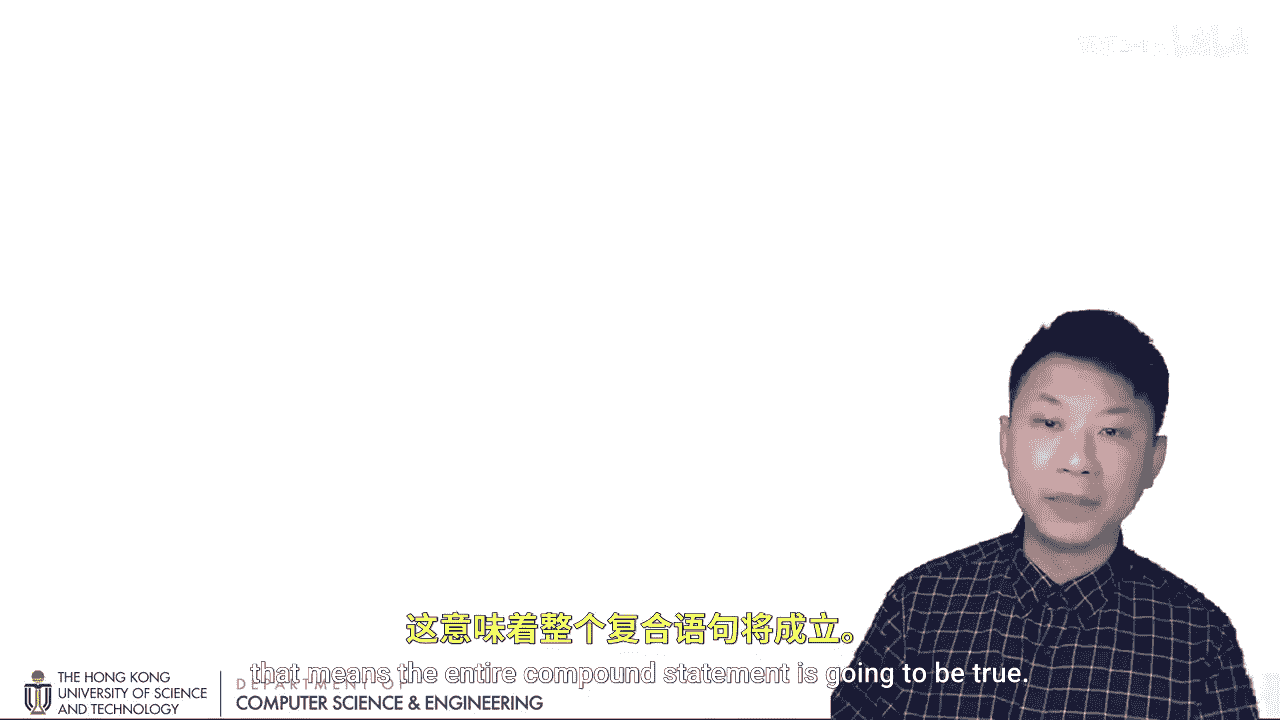 这意味着整个复合语句将成立。
that means the entire compound statement is going to be true.
THE HONG KONG
UNIVERSITY OF SCIENCE
AND TECHNOLOGY
DEPARTMENT OF
COMPUTER SCIENCE & ENGINEERING